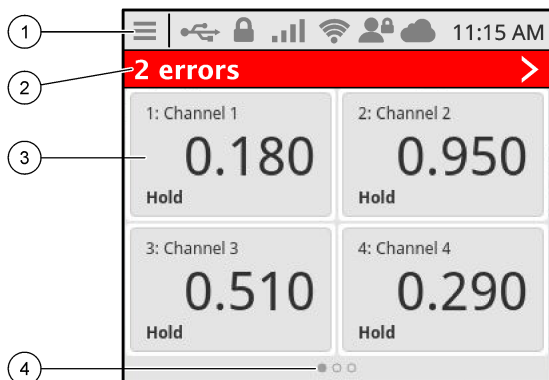 1
11:15 AM
2
2 errors
1: Channel 1
2: Channel 2
3
0.180
0.950
Hold
Hold
3: Channel 3
4: Channel 4
0.510
0.290
Hold
Hold
4